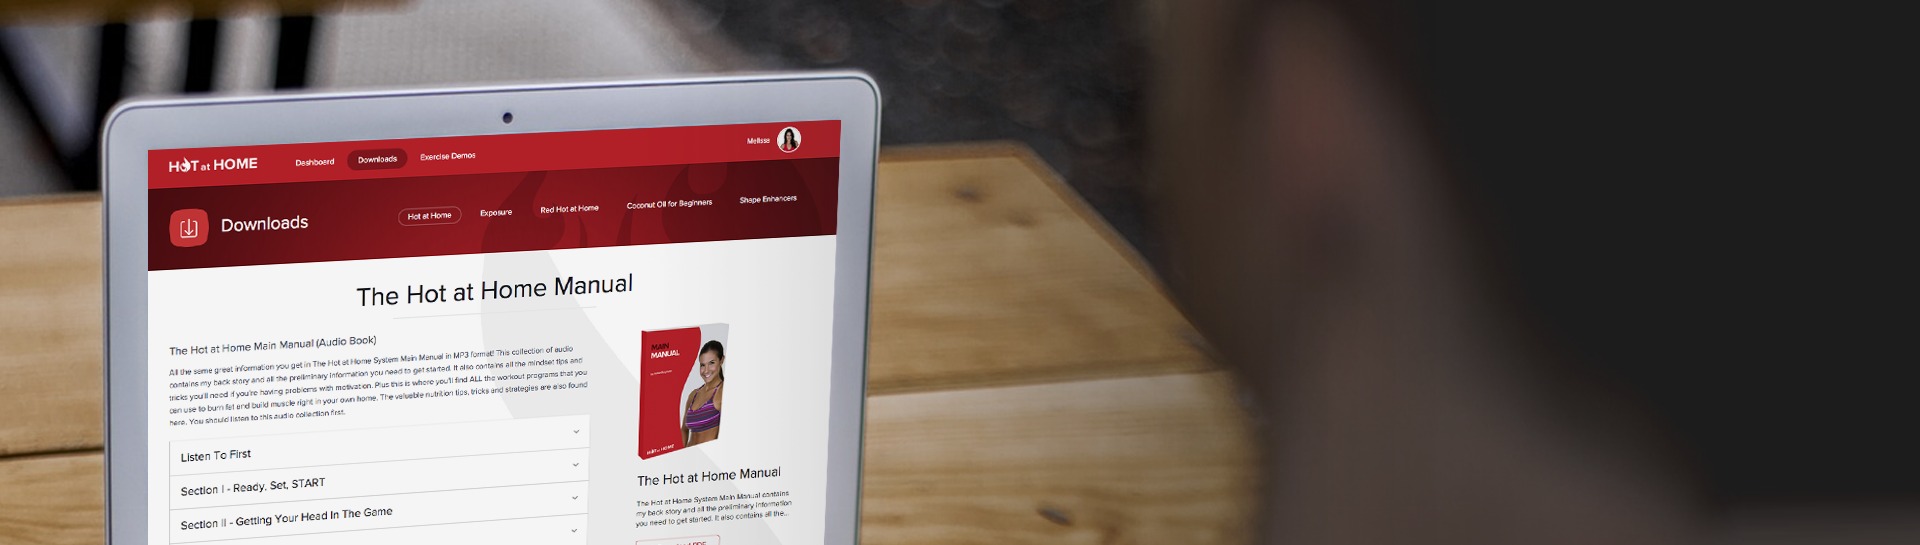 HOT at HOME
Dashboard
Downloads
Exercise Demos
Melissa
Downloads
Hot at Home
Exposure
Red Hot at Home
Coconut Oil for Beginners
Shape Enhancers
The Hot at Home Manual
The Hot at Home Main Manual (Audio Book)
All the same great information you get in The Hot at Home System Main Manual in MP3 format! This collection of audio
contains my back story and all the preliminary information you need to get started. It also contains all the mindset tips and
tricks you'll need if you're having problems with motivation. Plus this is where you'll find ALL the workout programs that you
can use to burn fat and build muscle right in your own home. The valuable nutrition tips, tricks and strategies are also found
here. You should listen to this audio collection first.
Listen To First
Section I - Ready, Set, START
Section II - Getting Your Head In The Game
MAIN
MANUAL
HOT at HOME
The Hot at Home Manual
The Hot at Home System Main Manual contains
my back story and all the preliminary information
you need to get started. It also contains all the...